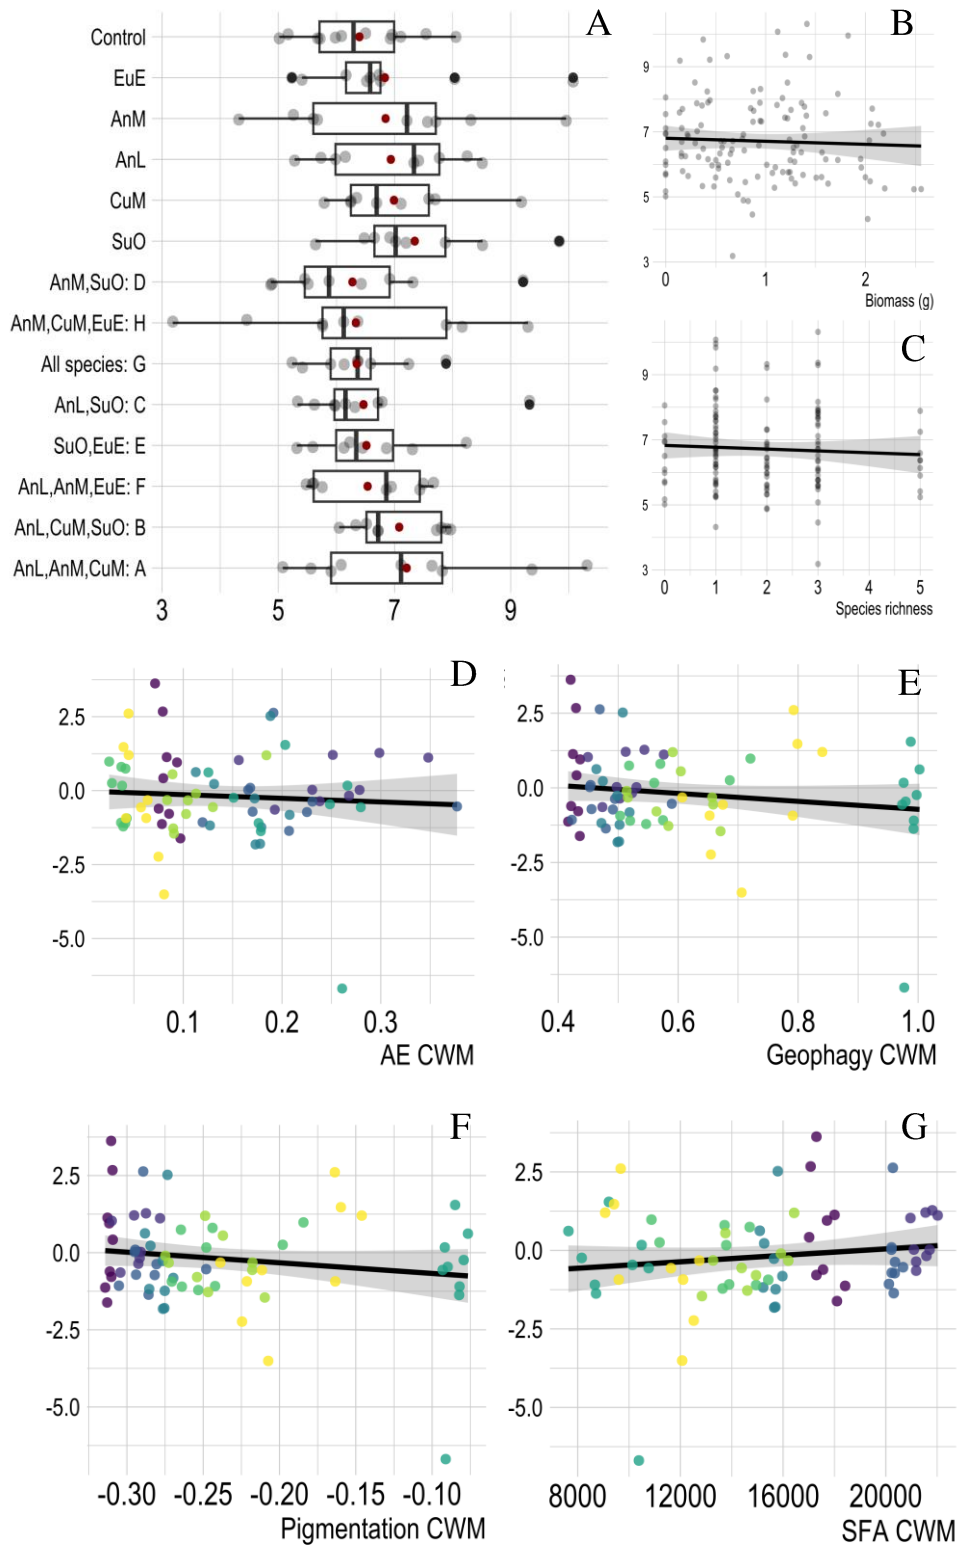 A
Control
EuE
AnM
AnL
CuM
SuO
AnM,SuO: D
AnM,CuM,EuE: H
All species: G
AnL,SuO: C
SuO,EuE: E
AnL,AnM,EuE: F
AnL,CuM,SuO: B
AnL,AnM,CuM: A
3 5 7 9
B
9
7
5
3
0 1 2
Biomass (g)
C
9
7
5
3
0 1 2 3 4 5
Species richness
D
2.5
0.0
-2.5
-5.0
0.1 0.2 0.3
AE CWM
E
2.5
0.0
-2.5
-5.0
0.4 0.6 0.8 1.0
Geophagy CWM
F
2.5
0.0
-2.5
-5.0
-0.30 -0.25 -0.20 -0.15 -0.10
Pigmentation CWM
G
2.5
0.0
-2.5
-5.0
8000 12000 16000 20000
SFA CWM